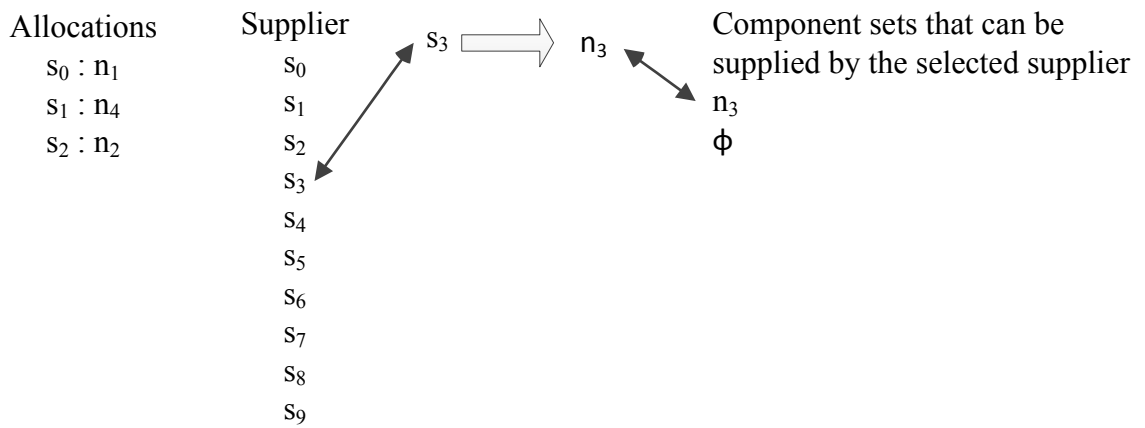 Allocations
s₀ : n₁
s₁ : n₄
s₂ : n₂
Supplier
s₀
s₁
s₂
s₃
s₄
s₅
s₆
s₇
s₈
s₉
s₃
n₃
Component sets that can be
supplied by the selected supplier
n₃
ϕ